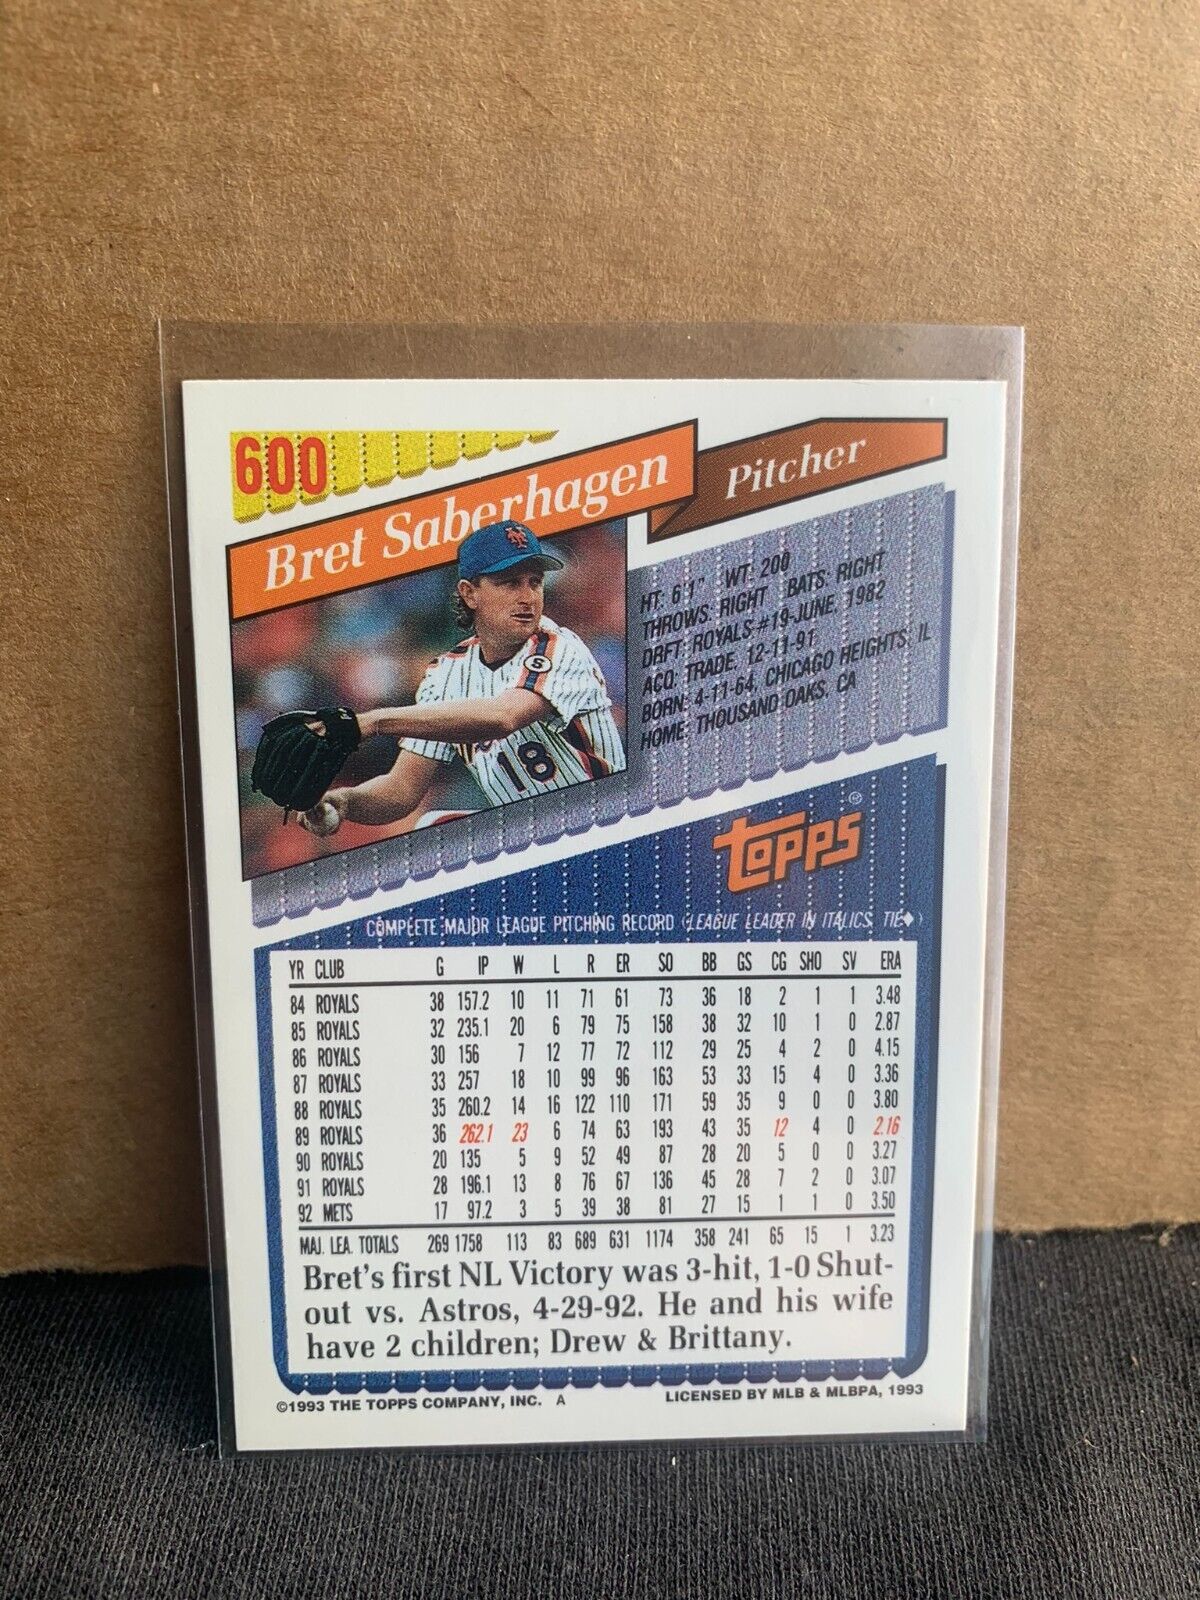 600
Bret Saberhagen
Pitcher
HT: 6'1" WT: 200
THROWS: RIGHT BATS: RIGHT
DRFT: ROYALS #19-JUNE, 1982
ACQ: TRADE, 12-11-91
BORN: 4-11-64, CHICAGO HEIGHTS, IL
HOME: THOUSAND OAKS, CA
S
18
TOPPS ®
COMPLETE MAJOR LEAGUE PITCHING RECORD (LEAGUE LEADER IN ITALICS, TIE◆)
YR CLUB G IP W L R ER SO BB GS CG SHO SV ERA
84 ROYALS 38 157.2 10 11 71 61 73 36 18 2 1 1 3.48
85 ROYALS 32 235.1 20 6 79 75 158 38 32 10 1 0 2.87
86 ROYALS 30 156 7 12 77 72 112 29 25 4 2 0 4.15
87 ROYALS 33 257 18 10 99 96 163 53 33 15 4 0 3.36
88 ROYALS 35 260.2 14 16 122 110 171 59 35 9 0 0 3.80
89 ROYALS 36 262.1 23 6 74 63 193 43 35 12 4 0 2.16
90 ROYALS 20 135 5 9 52 49 87 28 20 5 0 0 3.27
91 ROYALS 28 196.1 13 8 76 67 136 45 28 7 2 0 3.07
92 METS 17 97.2 3 5 39 38 81 27 15 1 1 0 3.50
MAJ. LEA. TOTALS 269 1758 113 83 689 631 1174 358 241 65 15 1 3.23
Bret's first NL Victory was 3-hit, 1-0 Shut-
out vs. Astros, 4-29-92. He and his wife
have 2 children; Drew & Brittany.
©1993 THE TOPPS COMPANY, INC. A LICENSED BY MLB & MLBPA, 1993